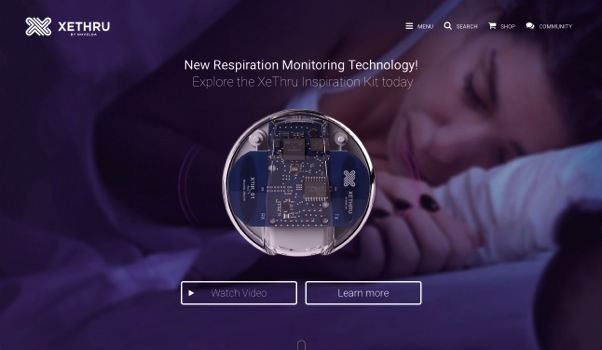 XETHRU
BY NOVELDA
MENU
SEARCH
SHOP
COMMUNITY
New Respiration Monitoring Technology!
Explore the XeThru Inspiration Kit today
Watch Video
Learn more